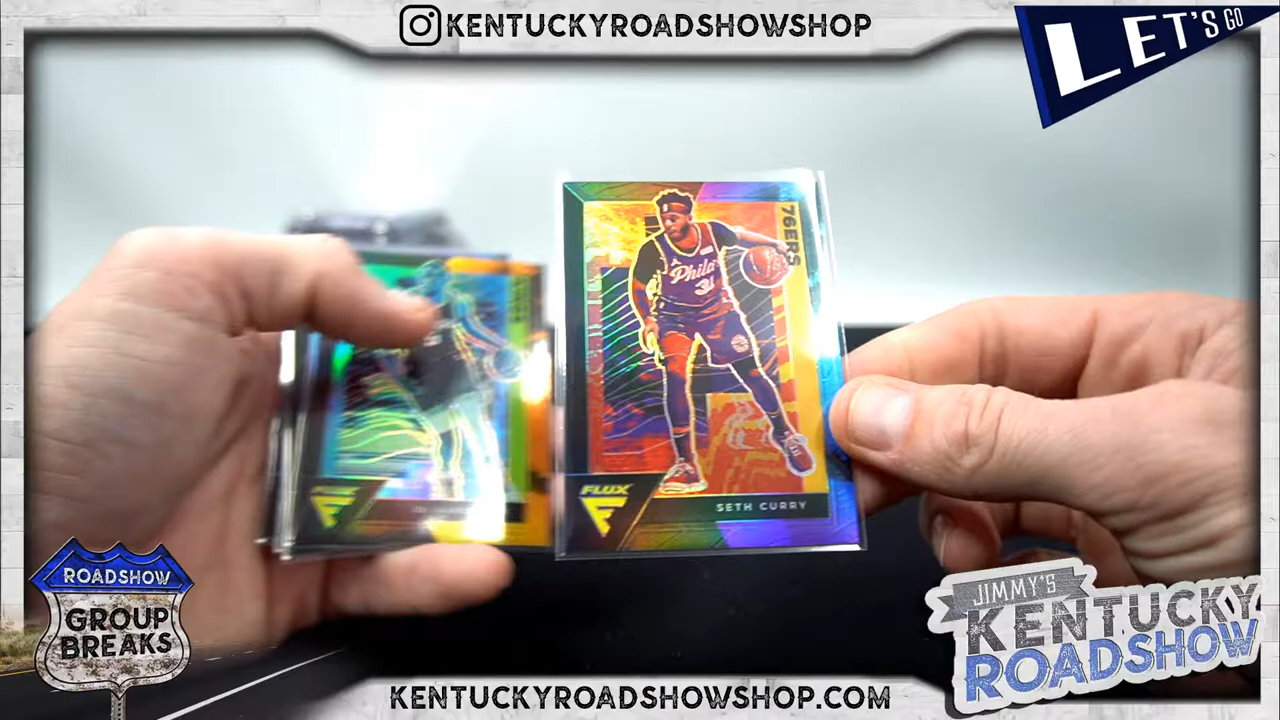 KENTUCKYROADSHOWSHOP
LET'S GO
76ERS
Phila
31
FLUX
SETH CURRY
ROADSHOW
GROUP
BREAKS
JIMMY'S
KENTUCKY
ROADSHOW
KENTUCKYROADSHOWSHOP.COM